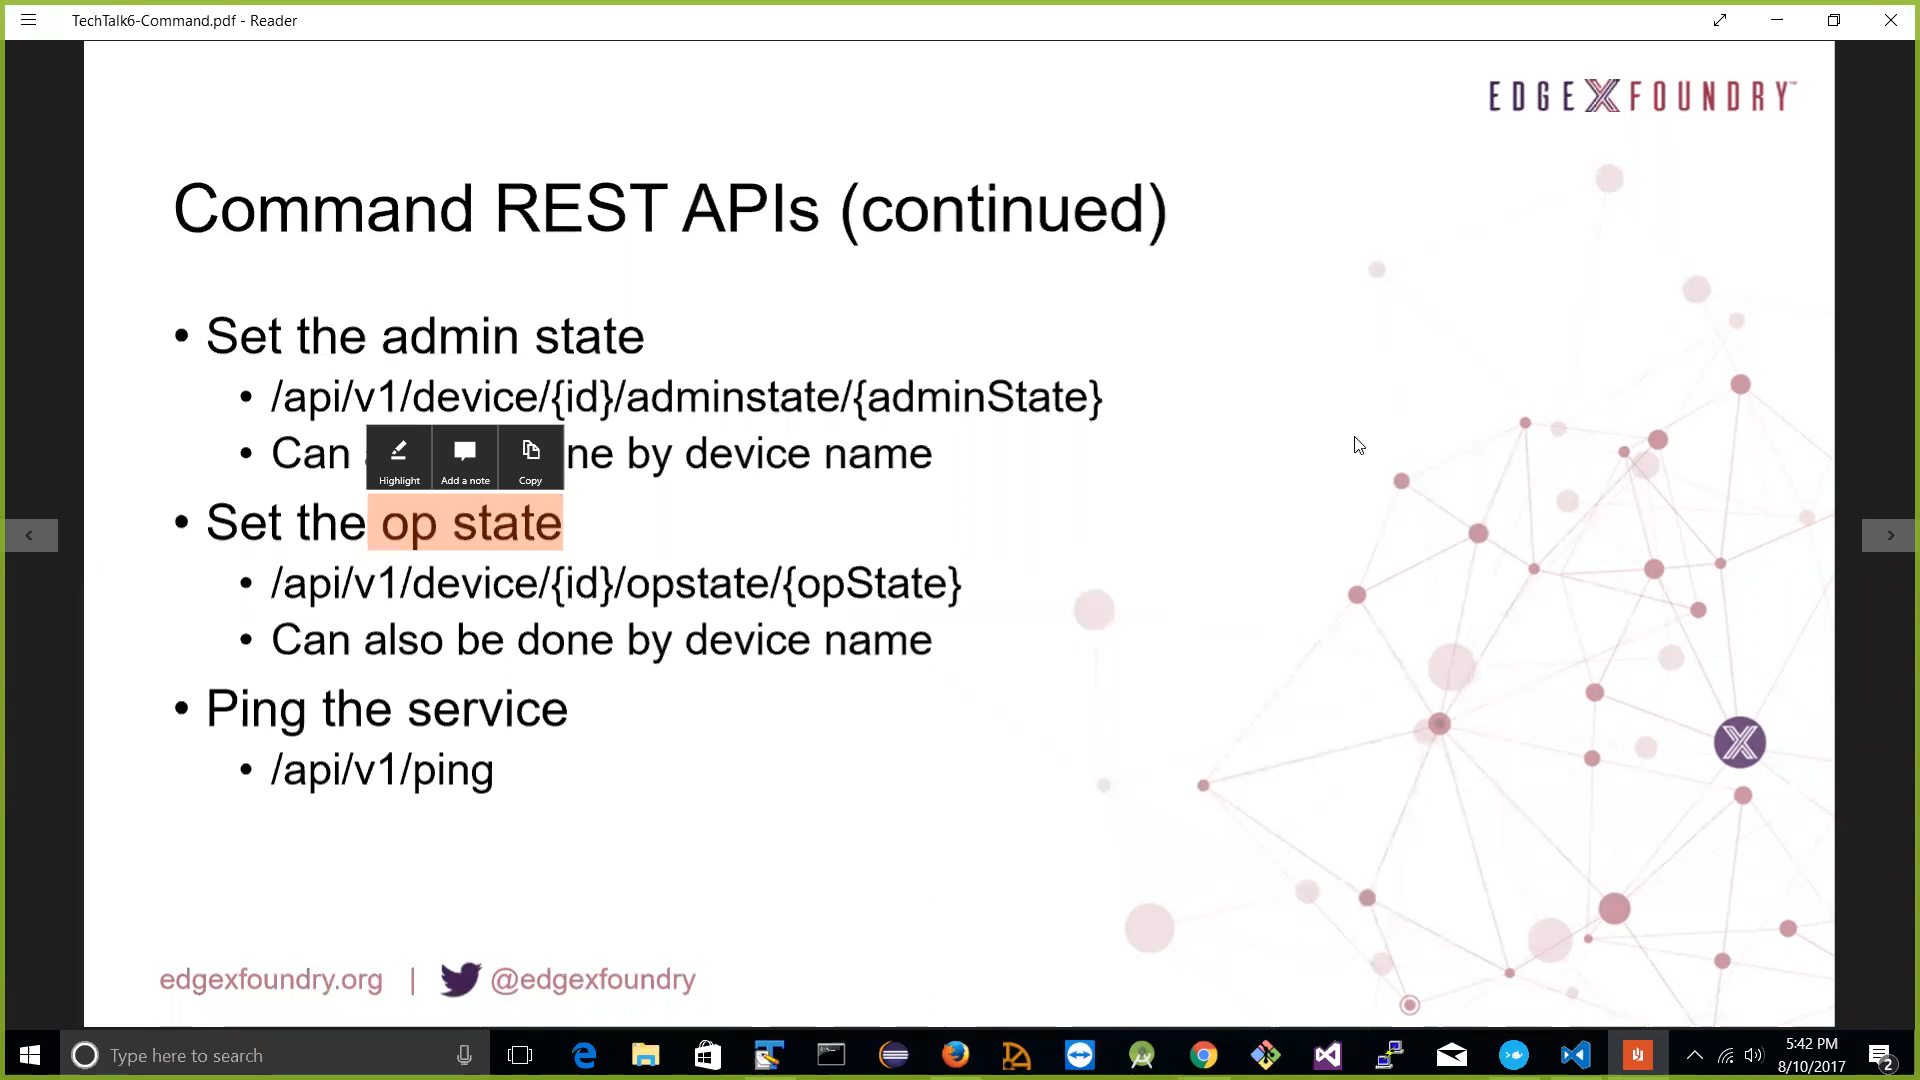 TechTalk6-Command.pdf - Reader
EDGE X FOUNDRY™
Command REST APIs (continued)
• Set the admin state
• /api/v1/device/{id}/adminstate/{adminState}
• Can ne by device name
Highlight Add a note Copy
• Set the op state
• /api/v1/device/{id}/opstate/{opState}
• Can also be done by device name
• Ping the service
• /api/v1/ping
edgexfoundry.org | @edgexfoundry
Type here to search
5:42 PM
8/10/2017
2